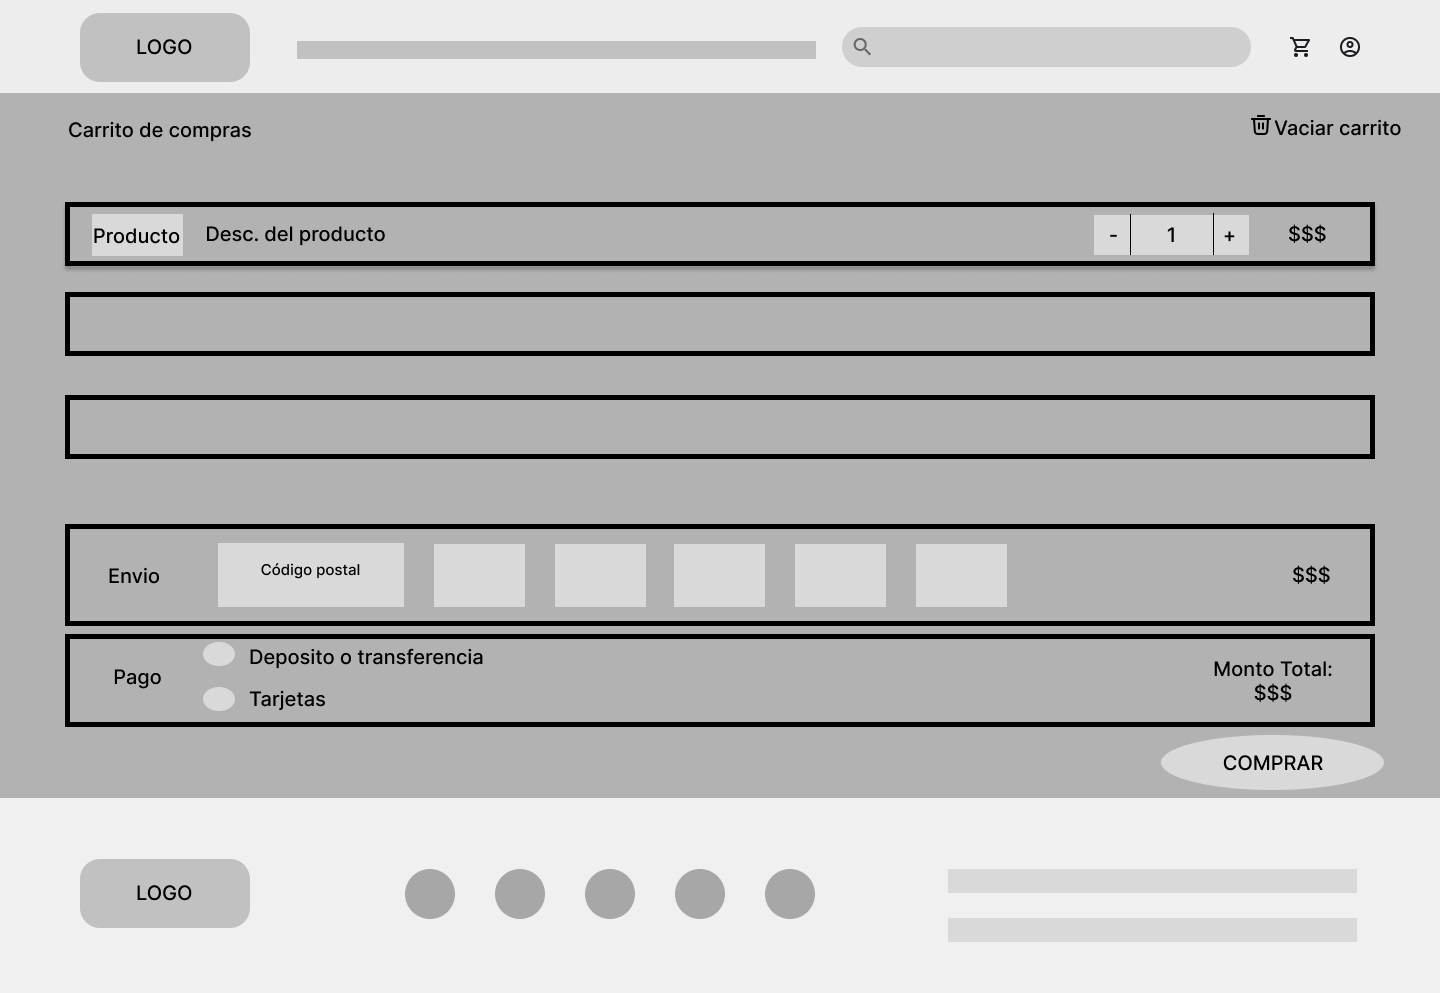 LOGO
Carrito de compras
Vaciar carrito
Producto
Desc. del producto
- 1 +
$$$
Envio
Código postal
$$$
Pago
Deposito o transferencia
Tarjetas
Monto Total:
$$$
COMPRAR
LOGO